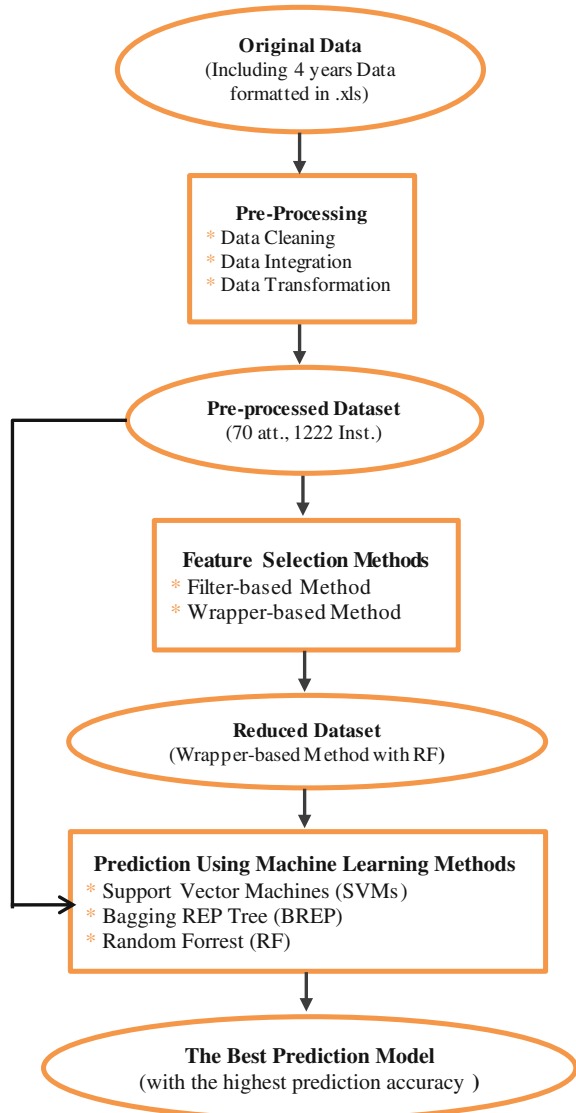 Original Data
(Including 4 years Data
formatted in .xls)
Pre-Processing
* Data Cleaning
* Data Integration
* Data Transformation
Pre-processed Dataset
(70 att., 1222 Inst.)
Feature Selection Methods
* Filter-based Method
* Wrapper-based Method
Reduced Dataset
(Wrapper-based Method with RF)
Prediction Using Machine Learning Methods
* Support Vector Machines (SVMs)
* Bagging REP Tree (BREP)
* Random Forrest (RF)
The Best Prediction Model
(with the highest prediction accuracy )